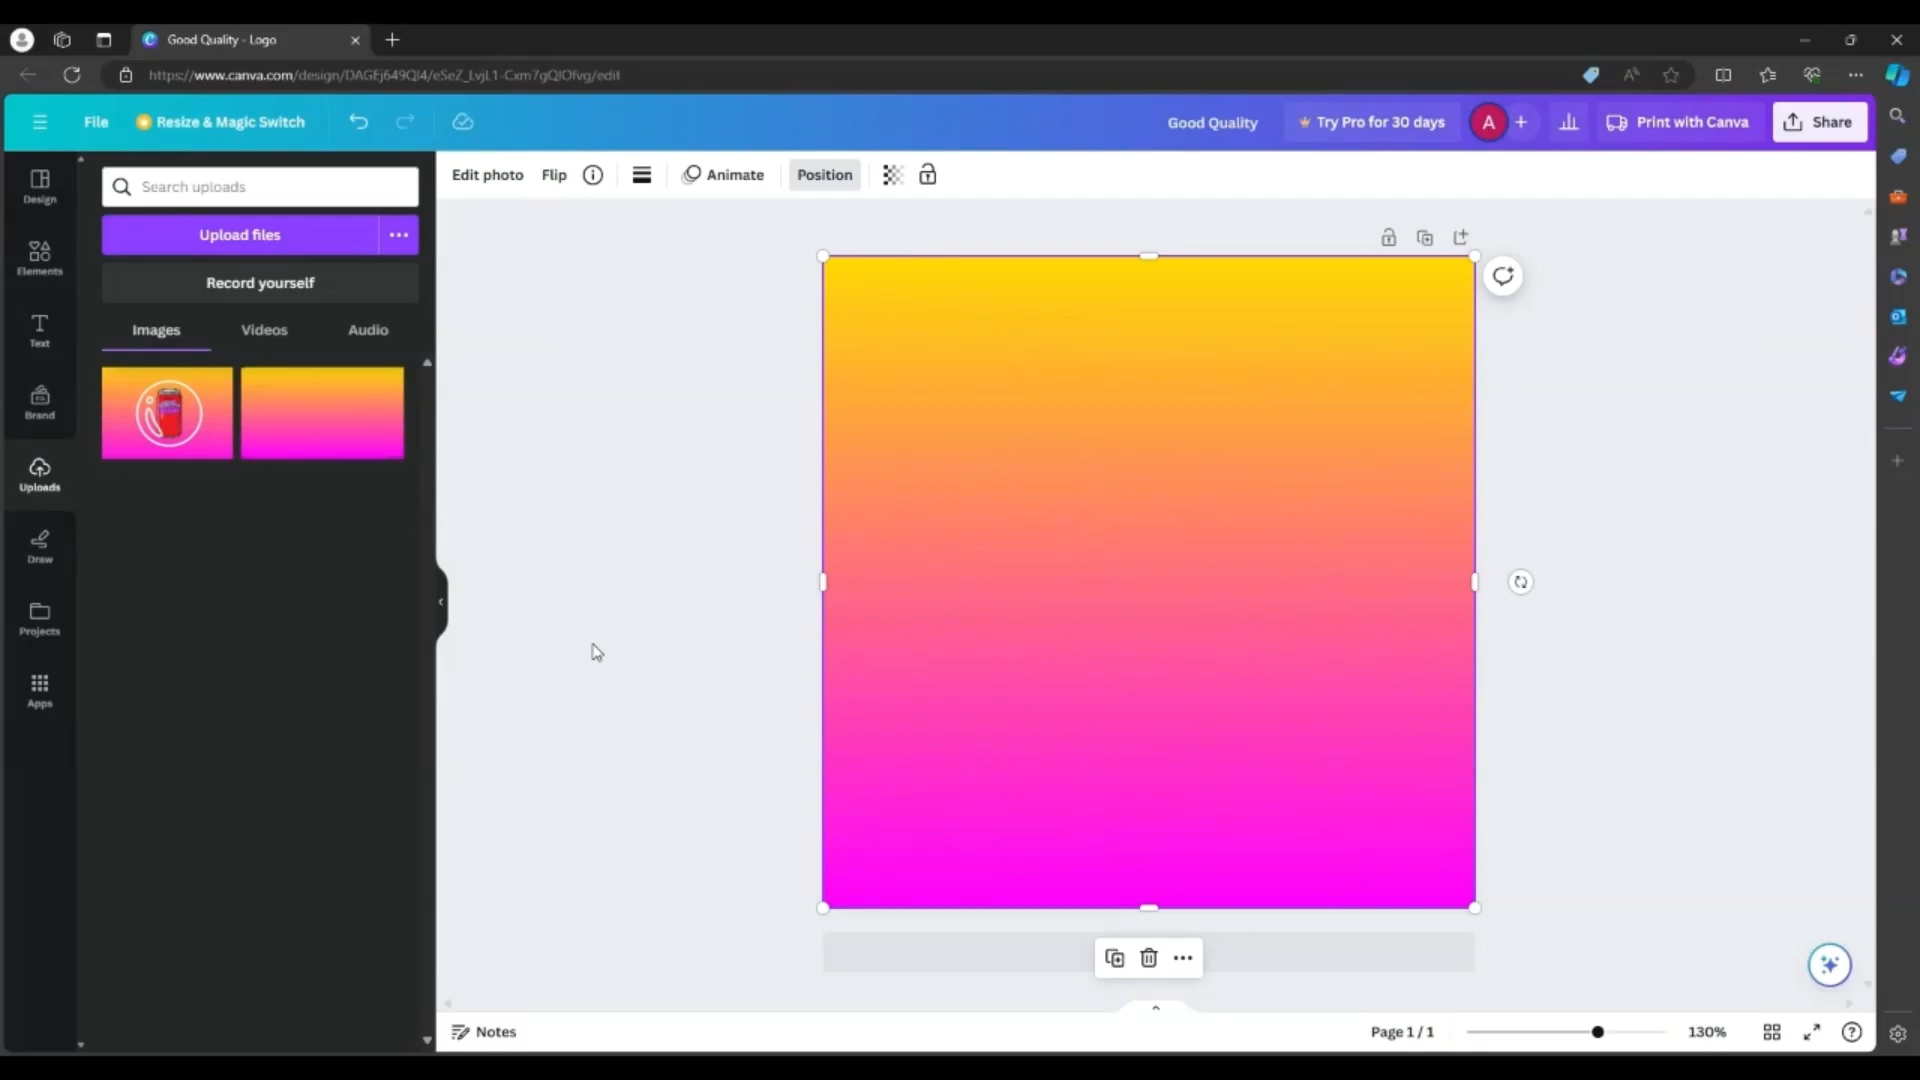 Good Quality - Logo
https://www.canva.com/design/DAGEj649QI4/eSeZ_LvjL1-Cxm7gQIOfvg/edit
File
Resize & Magic Switch
Good Quality
Try Pro for 30 days
A
Print with Canva
Share
Design
Elements
Text
Brand
Uploads
Draw
Projects
Apps
Search uploads
Upload files
Record yourself
Images
Videos
Audio
Edit photo
Flip
Animate
Position
Notes
Page 1 / 1
130%